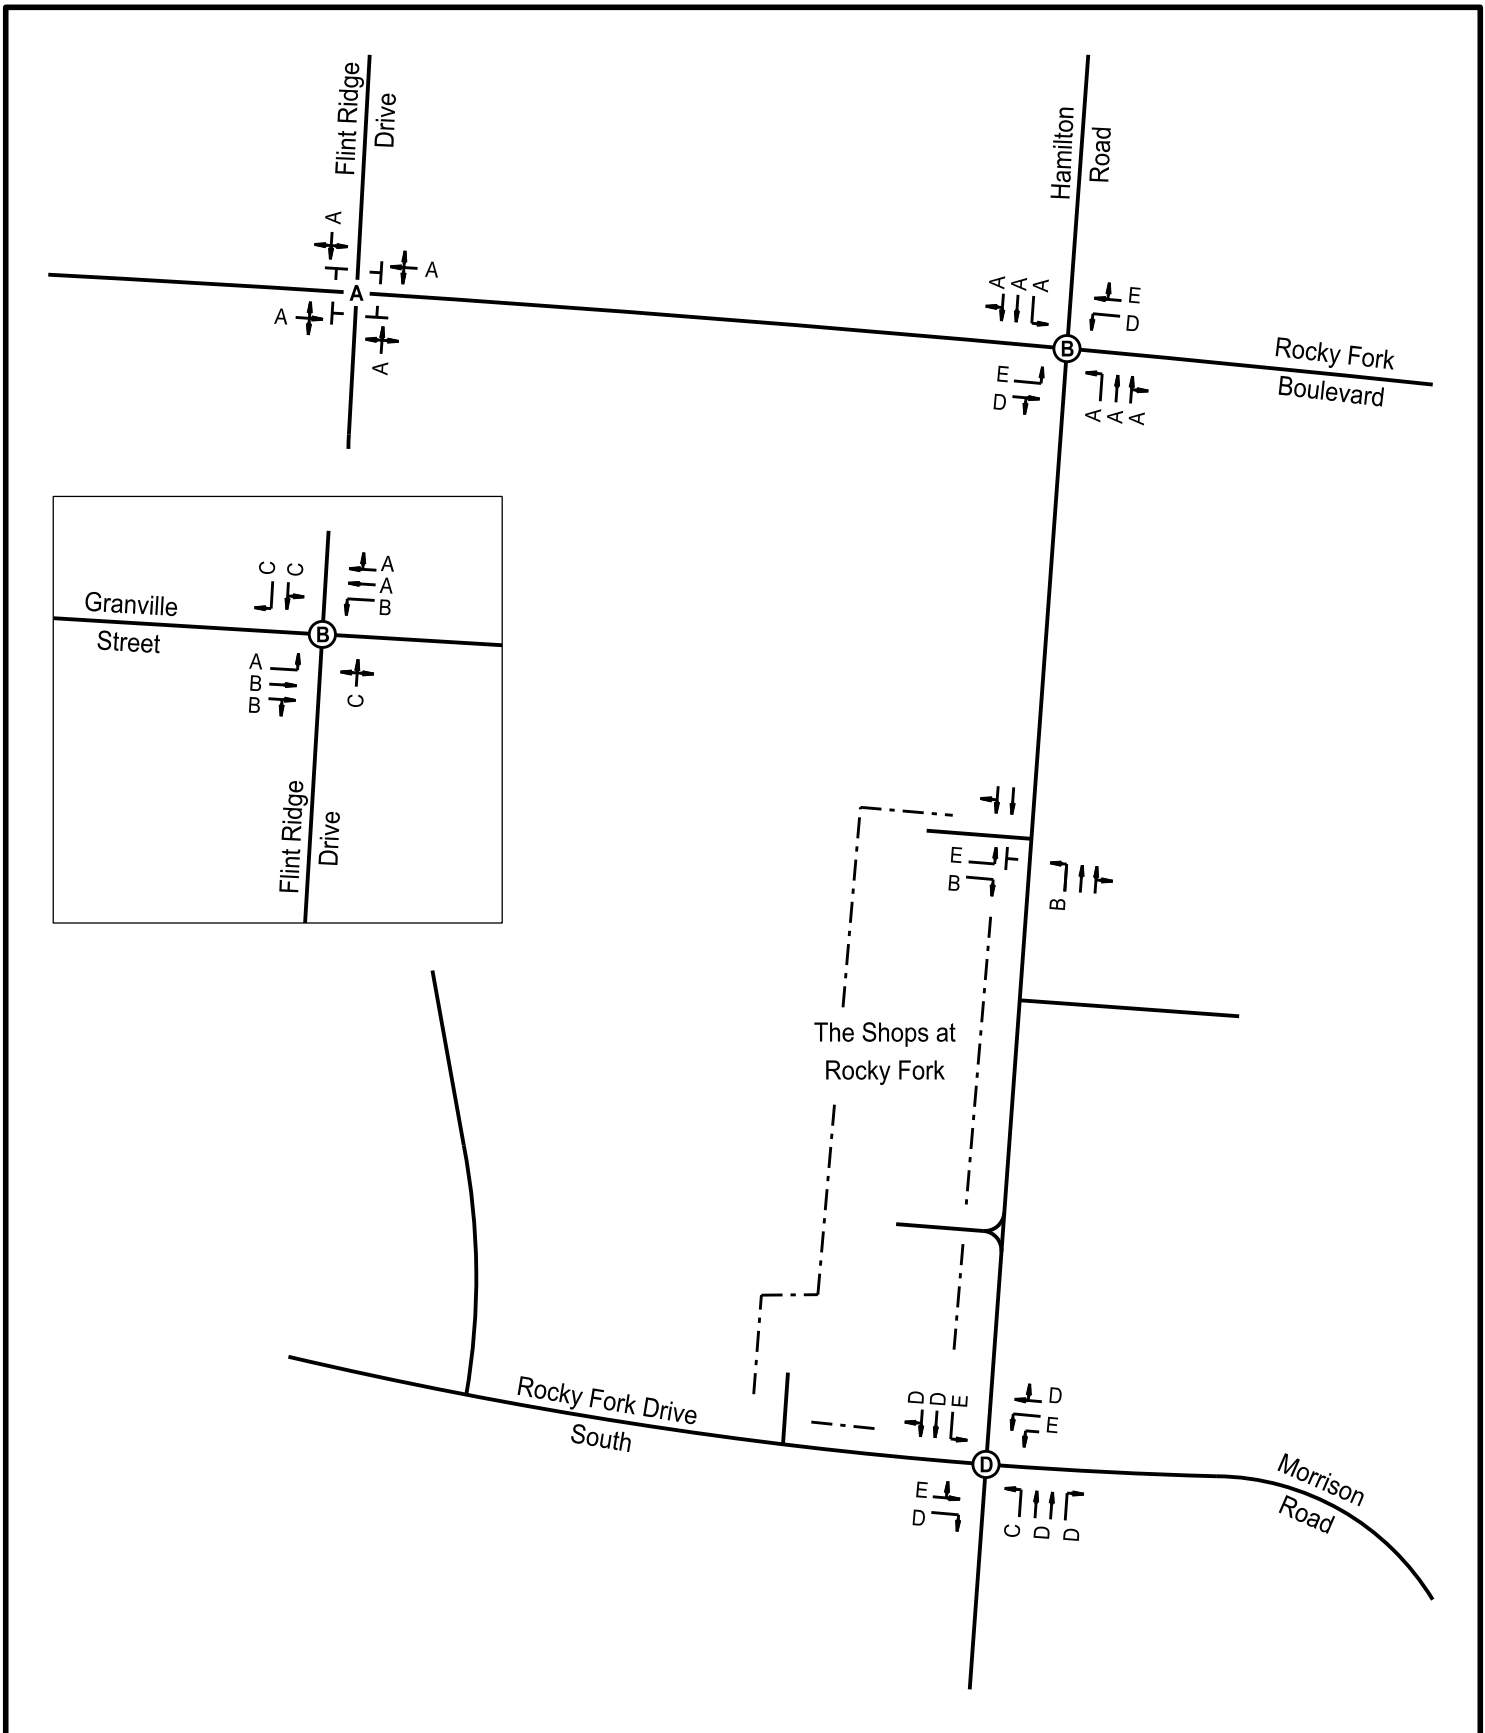 Flint Ridge
Drive
Hamilton
Road
A
A
A
A
A
A
A
A
E
D
B
E
D
A
A
A
Rocky Fork
Boulevard
C
C
A
A
B
Granville
Street
B
A
B
B
C
Flint Ridge
Drive
E
B
B
The Shops at
Rocky Fork
D
D
E
D
E
Rocky Fork Drive
South
D
E
D
C
D
D
Morrison
Road